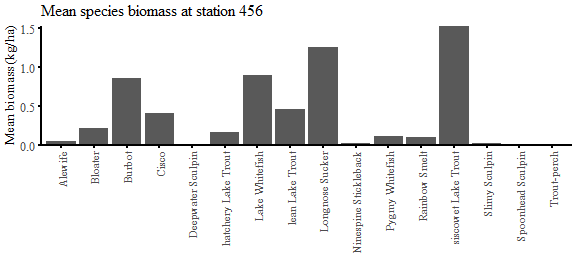 Mean species biomass at station 456
Mean biomass (kg/ha)
1.5
1.0
0.5
0.0
Alewife
Bloater
Burbot
Cisco
Deepwater Sculpin
hatchery Lake Trout
Lake Whitefish
lean Lake Trout
Longnose Sucker
Ninespine Stickleback
Pygmy Whitefish
Rainbow Smelt
siscowet Lake Trout
Slimy Sculpin
Spoonhead Sculpin
Trout-perch